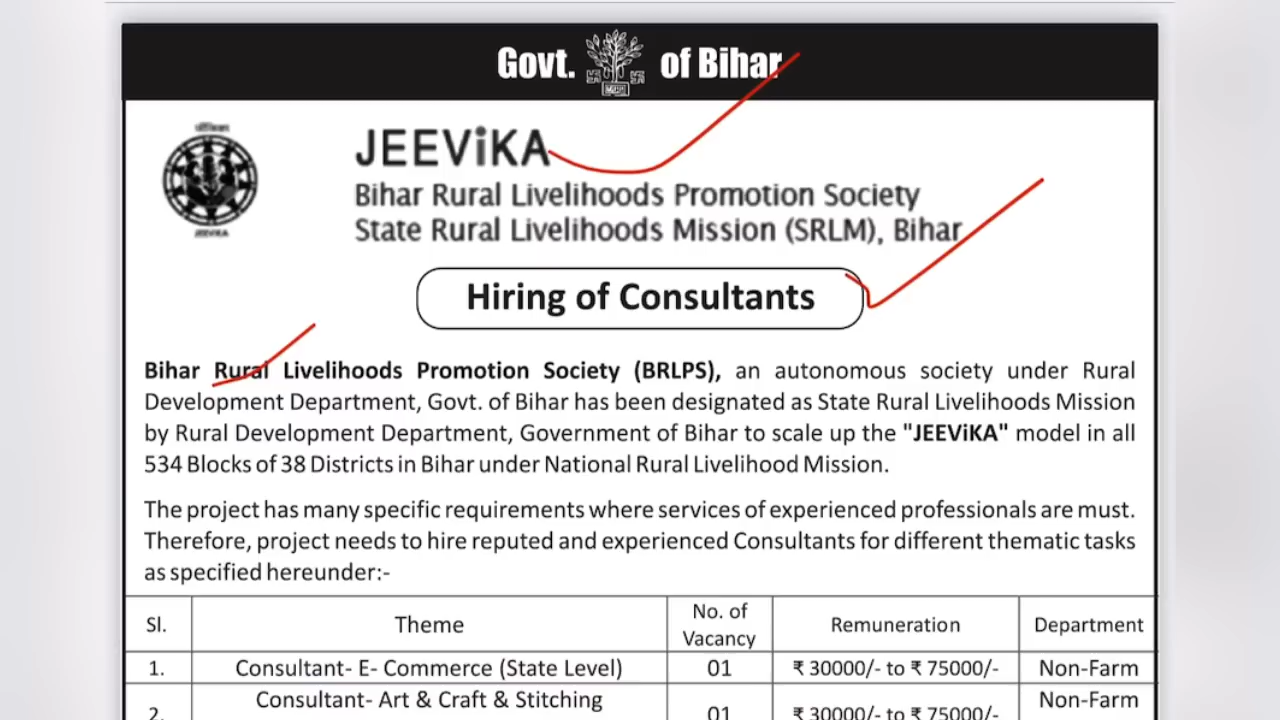 Govt. of Bihar
JEEViKA
Bihar Rural Livelihoods Promotion Society
State Rural Livelihoods Mission (SRLM), Bihar
JEEViKA
Hiring of Consultants
Bihar Rural Livelihoods Promotion Society (BRLPS), an autonomous society under Rural
Development Department, Govt. of Bihar has been designated as State Rural Livelihoods Mission
by Rural Development Department, Government of Bihar to scale up the "JEEViKA" model in all
534 Blocks of 38 Districts in Bihar under National Rural Livelihood Mission.
The project has many specific requirements where services of experienced professionals are must.
Therefore, project needs to hire reputed and experienced Consultants for different thematic tasks
as specified hereunder:-
Sl. Theme No. of Vacancy Remuneration Department
1. Consultant- E- Commerce (State Level) 01 ₹ 30000/- to ₹ 75000/- Non-Farm
2. Consultant- Art & Craft & Stitching 01 ₹ 30000/- to ₹ 75000/- Non-Farm